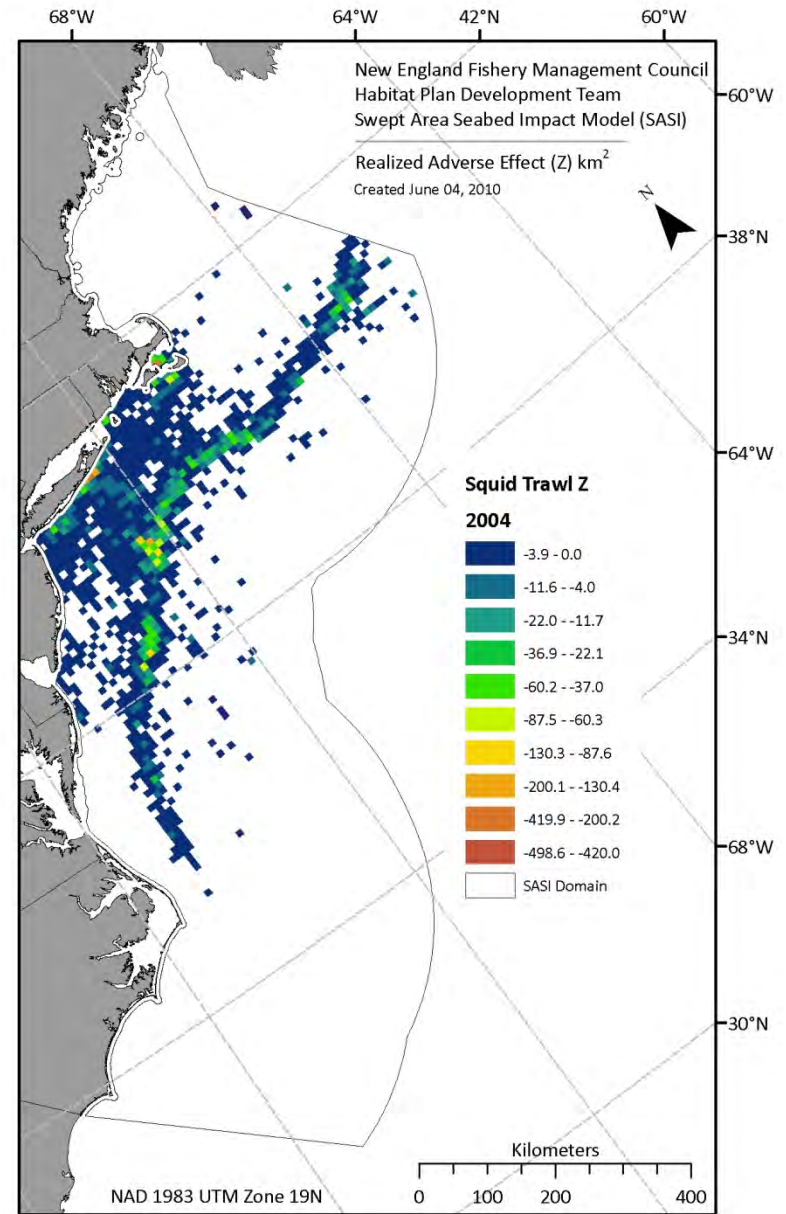 68°W
64°W
42°N
60°W
New England Fishery Management Council
Habitat Plan Development Team
Swept Area Seabed Impact Model (SASI)
60°W
Realized Adverse Effect (Z) km²
Created June 04, 2010
N
38°N
64°W
Squid Trawl Z
2004
-3.9 - 0.0
-11.6 - -4.0
-22.0 - -11.7
-36.9 - -22.1
34°N
-60.2 - -37.0
-87.5 - -60.3
-130.3 - -87.6
-200.1 - -130.4
-419.9 - -200.2
68°W
-498.6 - -420.0
SASI Domain
30°N
Kilometers
NAD 1983 UTM Zone 19N
0 100 200 400